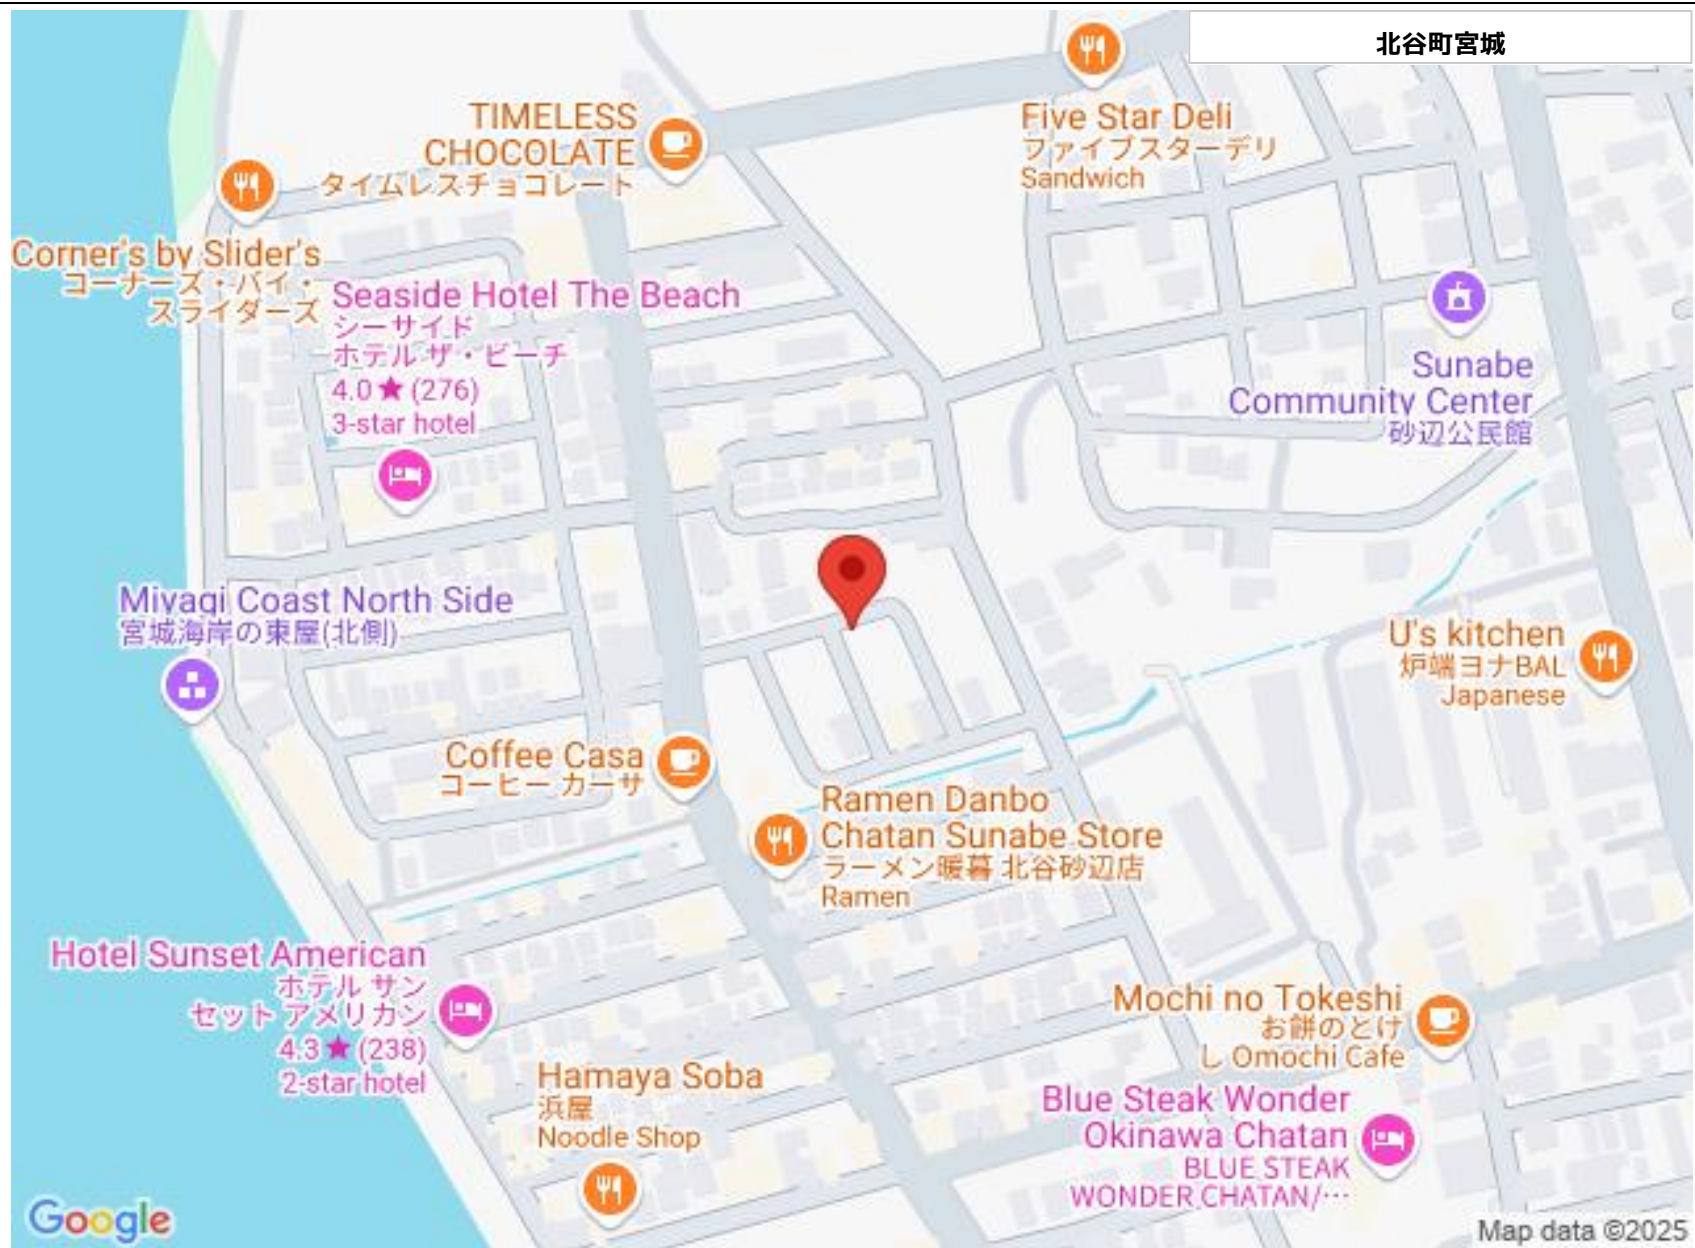 北谷町宮城
TIMELESS
CHOCOLATE
タイムレスチョコレート
Five Star Deli
ファイブスターデリ
Sandwich
Corner's by Slider's
コーナーズ・バイ・
スライダーズ
Seaside Hotel The Beach
シーサイド
ホテル ザ・ビーチ
4.0★(276)
3-star hotel
Sunabe
Community Center
砂辺公民館
Miyagi Coast North Side
宮城海岸の東屋(北側)
U's kitchen
炉端ヨナBAL
Japanese
Coffee Casa
コーヒー カーサ
Ramen Danbo
Chatan Sunabe Store
ラーメン暖暮 北谷砂辺店
Ramen
Hotel Sunset American
ホテル サン
セット アメリカン
4.3★(238)
2-star hotel
Mochi no Tokeshi
お餅のとけ
し Omochi Cafe
Hamaya Soba
浜屋
Noodle Shop
Blue Steak Wonder
Okinawa Chatan
BLUE STEAK
WONDER CHATAN/…
Google
Map data ©2025